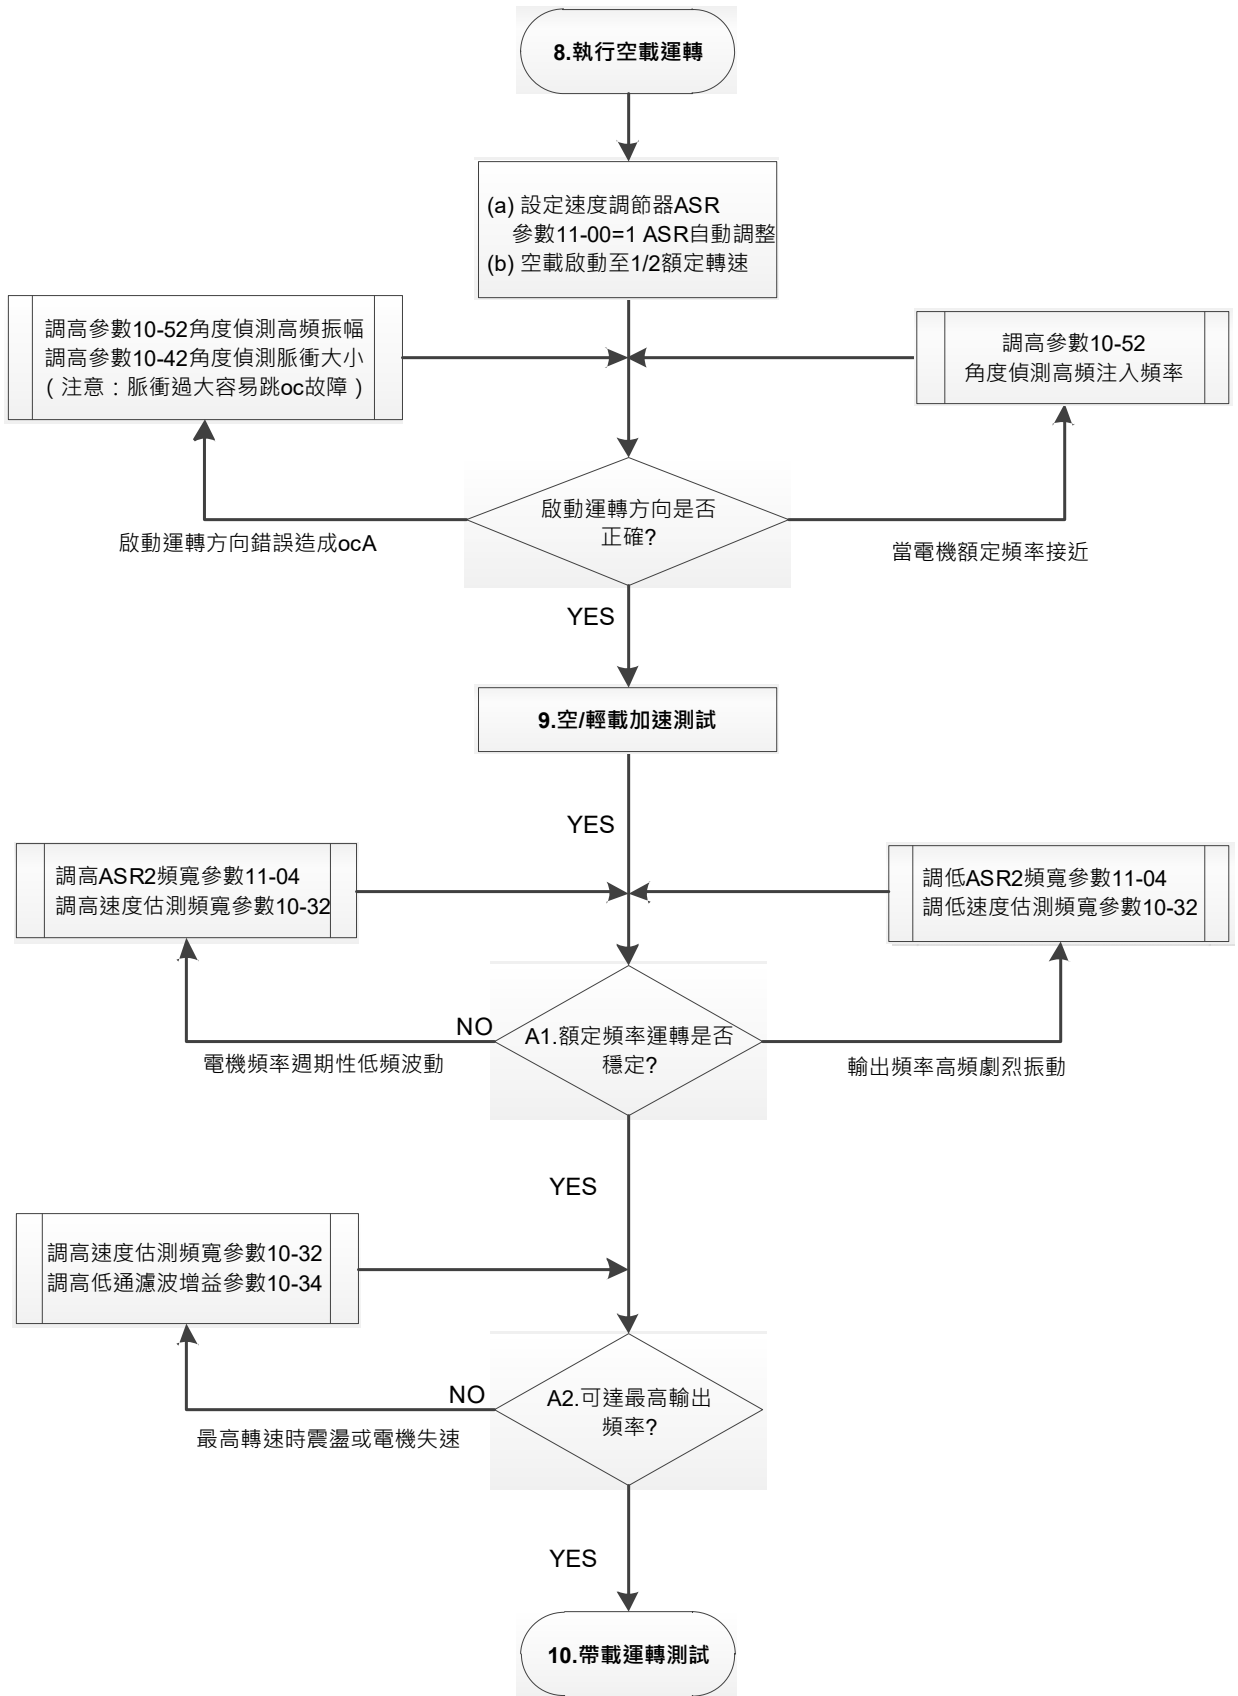 8.執行空載運轉
(a) 設定速度調節器ASR
參數11-00=1 ASR自動調整
(b) 空載啟動至1/2額定轉速
調高參數10-52角度偵測高頻振幅
調高參數10-42角度偵測脈衝大小
(注意：脈衝過大容易跳oc故障)
調高參數10-52
角度偵測高頻注入頻率
啟動運轉方向是否
正確?
啟動運轉方向錯誤造成ocA
當電機額定頻率接近
YES
9.空/輕載加速測試
YES
調高ASR2頻寬參數11-04
調高速度估測頻寬參數10-32
調低ASR2頻寬參數11-04
調低速度估測頻寬參數10-32
NO
A1.額定頻率運轉是否
穩定?
電機頻率週期性低頻波動
輸出頻率高頻劇烈振動
YES
調高速度估測頻寬參數10-32
調高低通濾波增益參數10-34
NO
A2.可達最高輸出
頻率?
最高轉速時震盪或電機失速
YES
10.帶載運轉測試